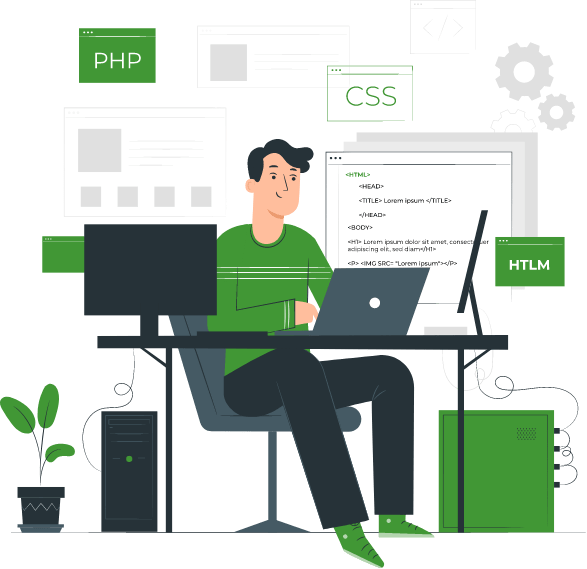 </>
PHP
CSS
<HTML>
<HEAD>
<TITLE> Lorem ipsum </TITLE>
</HEAD>
<BODY>
<H1> Lorem ipsum dolor sit amet, consectetuer
adipiscing elit, sed diam</H1>
<P> <IMG SRC= "Lorem ipsum"></P>
HTLM